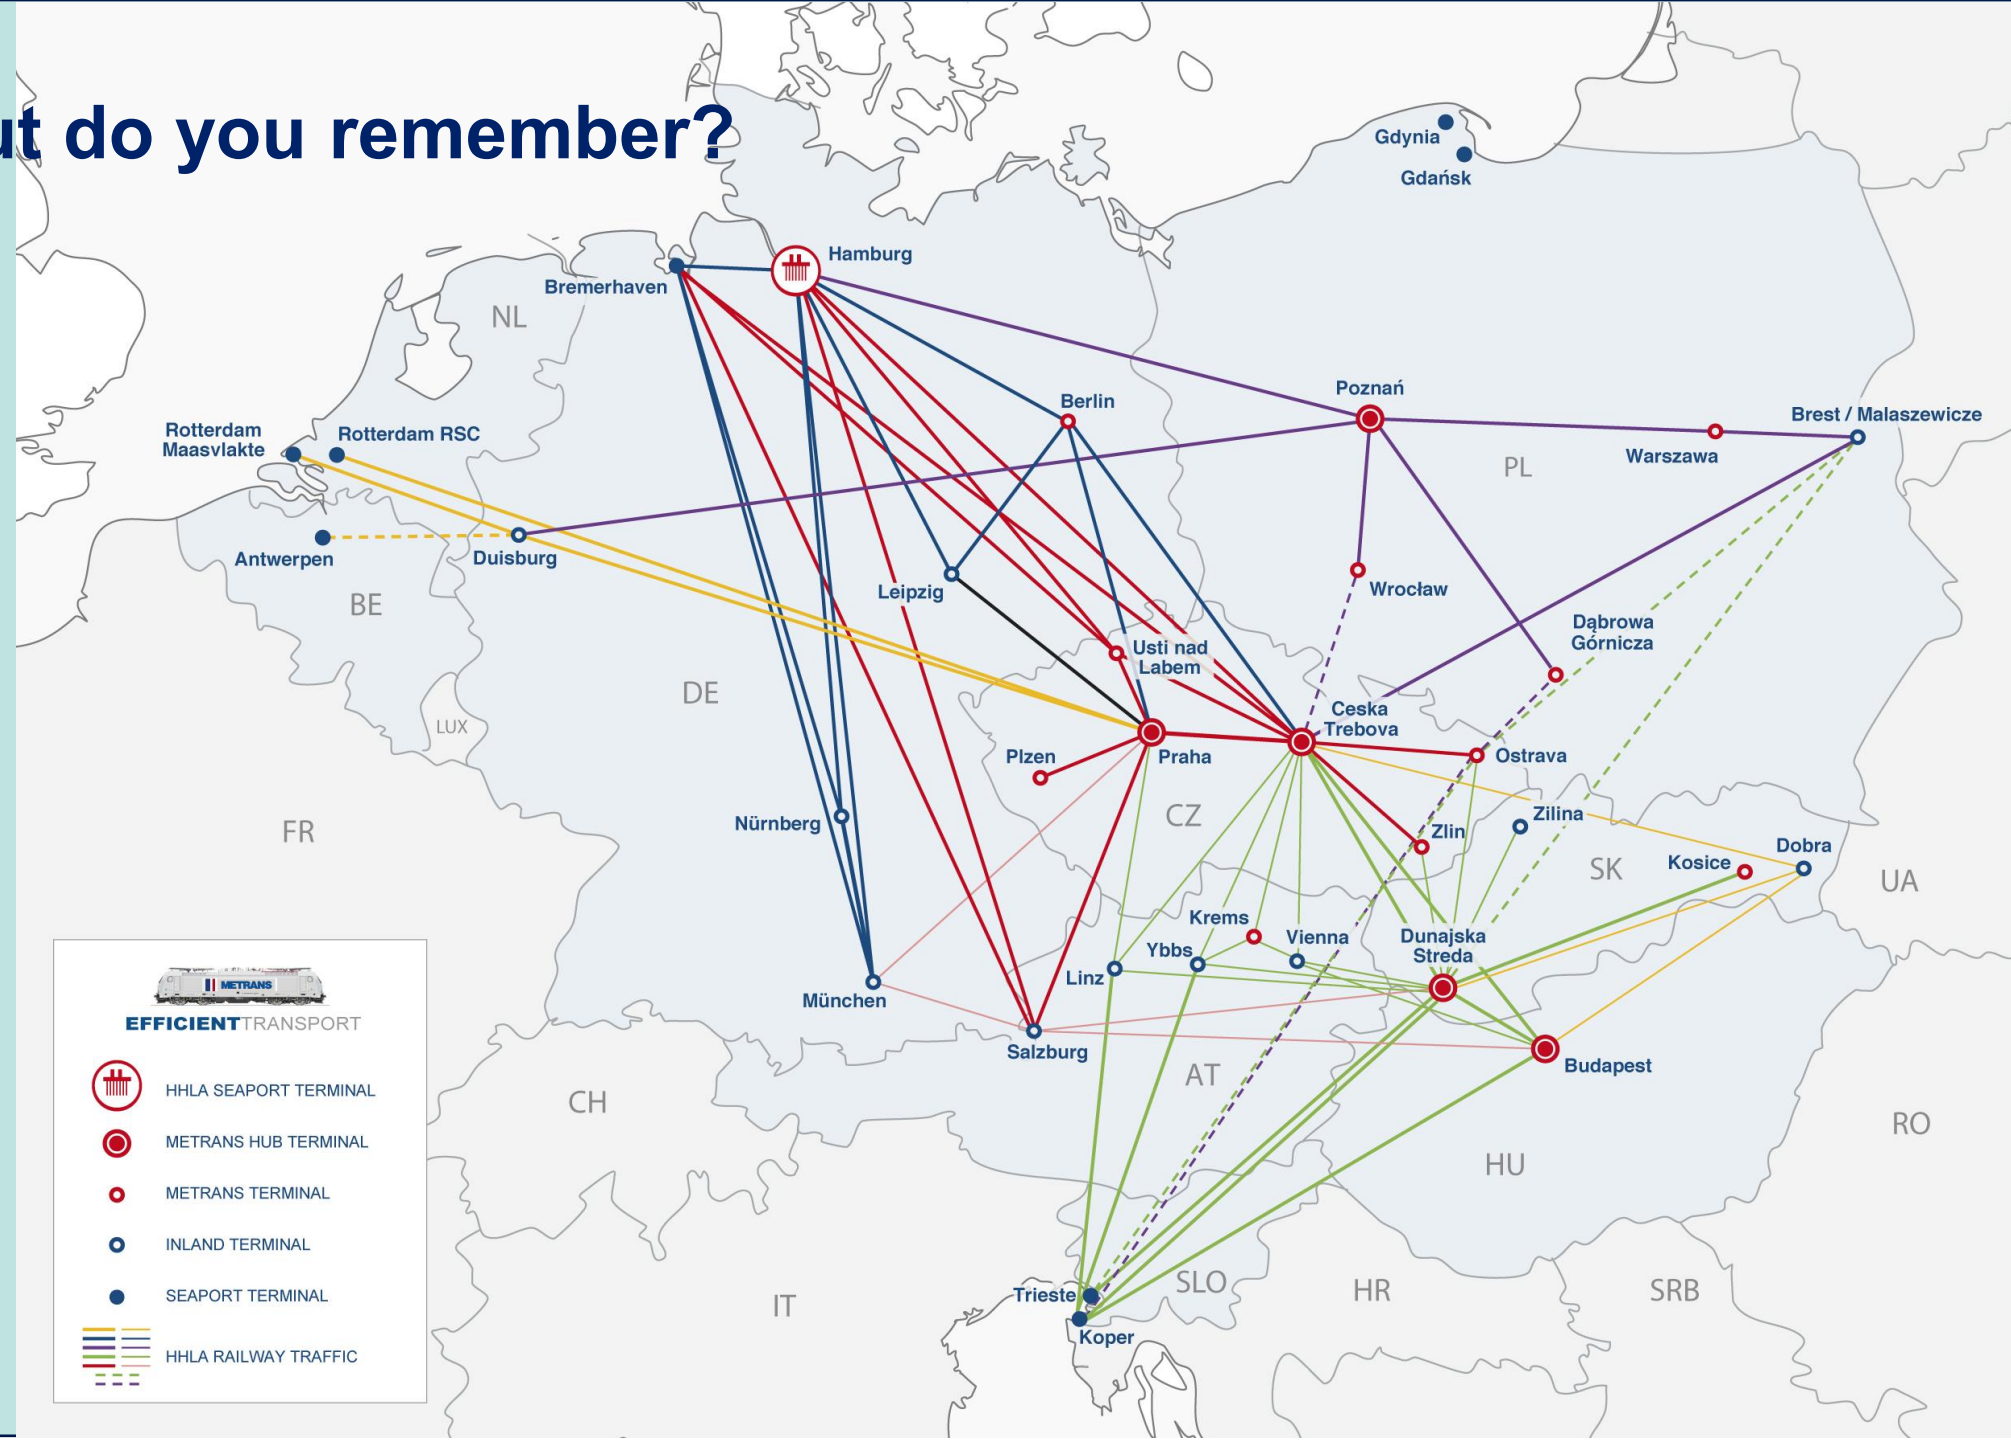 ut do you remember?
Gdynia
Gdańsk
Hamburg
Bremerhaven
NL
Berlin
Poznań
Brest / Malaszewicze
Warszawa
PL
Rotterdam
Maasvlakte
Rotterdam RSC
Antwerpen
Duisburg
BE
Leipzig
Wrocław
Dąbrowa
Górnicza
Usti nad
Labem
DE
LUX
Ceska
Trebova
Praha
Plzen
Ostrava
CZ
Nürnberg
FR
Zlin
Zilina
SK
Kosice
Dobra
UA
Krems
Ybbs
Vienna
Dunajska
Streda
Linz
München
Salzburg
AT
Budapest
CH
HU
RO
IT
Trieste
Koper
SLO
HR
SRB
METRANS
EFFICIENTTRANSPORT
HHLA SEAPORT TERMINAL
METRANS HUB TERMINAL
METRANS TERMINAL
INLAND TERMINAL
SEAPORT TERMINAL
HHLA RAILWAY TRAFFIC